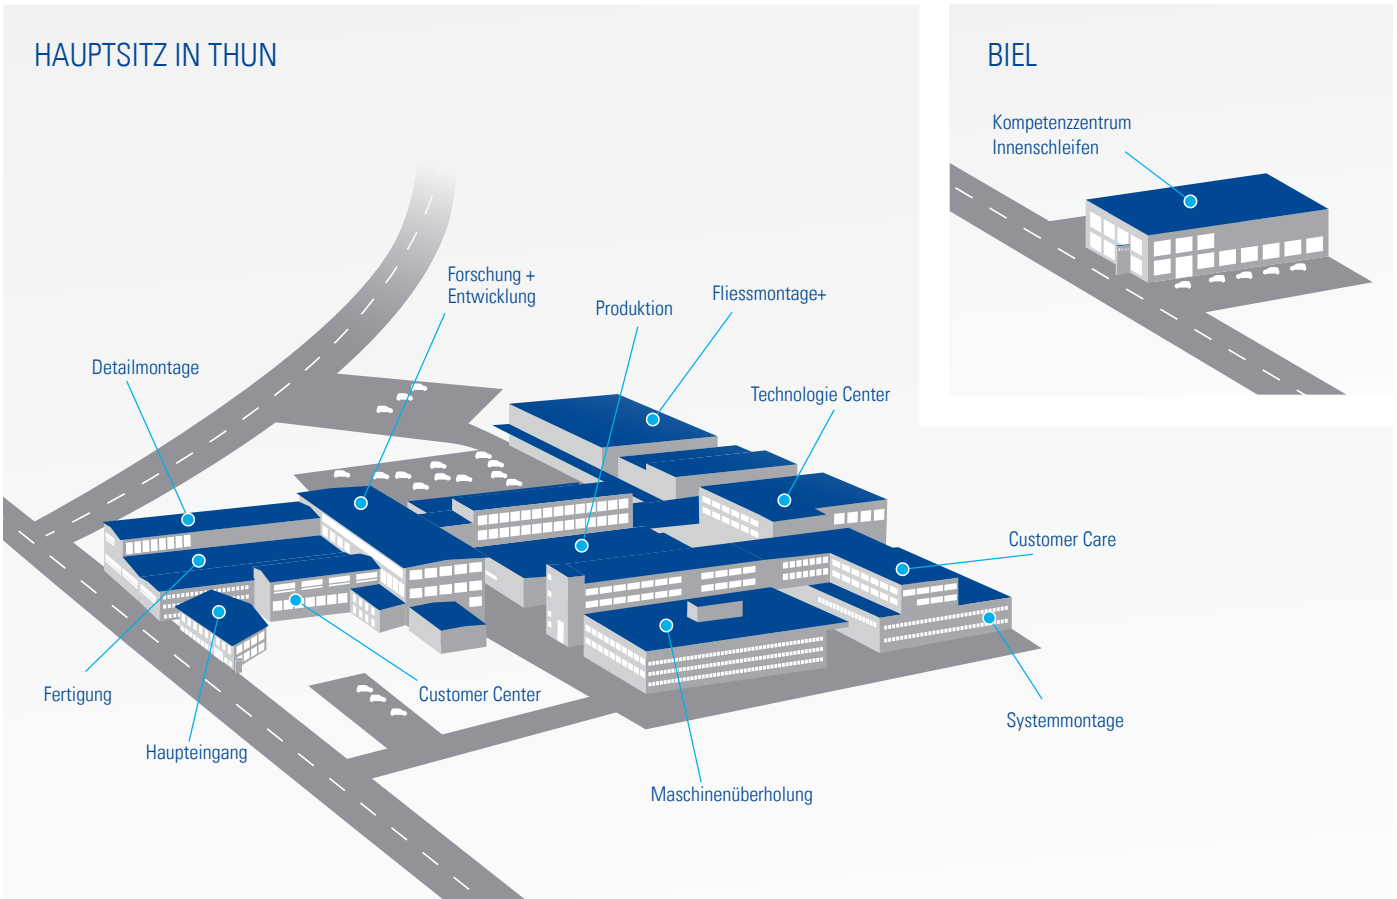 HAUPTSITZ IN THUN
BIEL
Kompetenzzentrum
Innenschleifen
Forschung +
Entwicklung
Produktion
Fliessmontage+
Detailmontage
Technologie Center
Customer Care
Fertigung
Customer Center
Systemmontage
Haupteingang
Maschinenüberholung